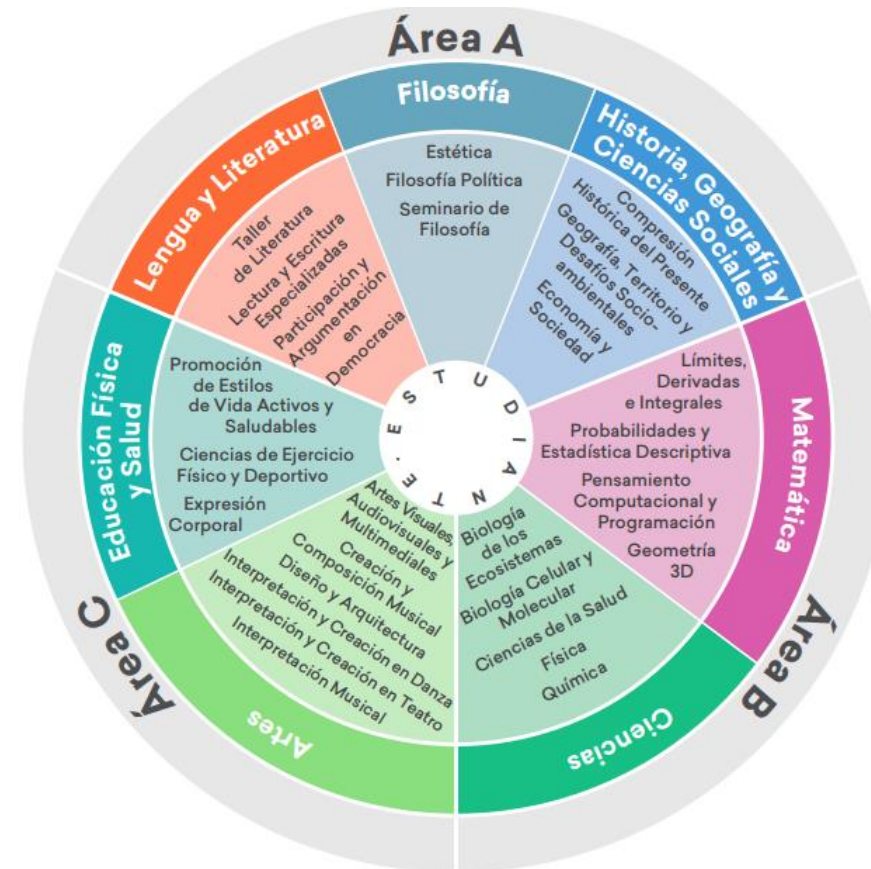 Área A
Filosofía
Estética
Filosofía Política
Seminario de
Filosofía
Historia, Geografía y
Ciencias Sociales
Compresión
Histórica del Presente
Geografía, Territorio y
Desafíos Socio-
ambientales
Economía y
Sociedad
Área B
Matemática
Límites,
Derivadas
e Integrales
Probabilidades y
Estadística Descriptiva
Pensamiento
Computacional y
Programación
Geometría
3D
Ciencias
Biología
de los
Ecosistemas
Biología Celular y
Molecular
Ciencias de la Salud
Física
Química
Área C
Artes
Artes Visuales,
Audiovisuales y
Multimediales
Creación y
Composición Musical
Diseño y Arquitectura
Interpretación y Creación en Danza
Interpretación y Creación en Teatro
Interpretación Musical
Educación Física
y Salud
Promoción
de Estilos
de Vida Activos y
Saludables
Ciencias de Ejercicio
Físico y Deportivo
Expresión
Corporal
Lengua y Literatura
Taller
de Literatura
Lectura y Escritura
Especializadas
Participación y
Argumentación
en
Democracia
ESTUDIANTE.